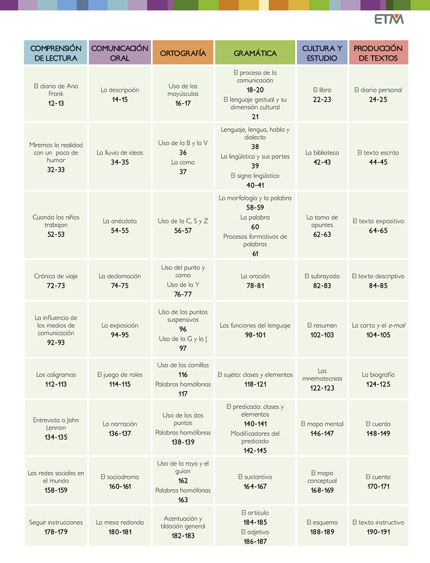 ETM
COMPRENSIÓN
DE LECTURA
COMUNICACIÓN
ORAL
ORTOGRAFÍA
GRAMÁTICA
CULTURA Y
ESTUDIO
PRODUCCIÓN
DE TEXTOS
El diario de Ana
Frank
12-13
La descripción
14-15
Uso de las
mayúsculas
16-17
El proceso de la
comunicación
18-20
El lenguaje gestual y su
dimensión cultural
21
El libro
22-23
El diario personal
24-25
Miremos la realidad
con un poco de
humor
32-33
La lluvia de ideas
34-35
Uso de la B y la V
36
La coma
37
Lenguaje, lengua, habla y
dialecto
38
La lingüística y sus partes
39
El signo lingüístico
40-41
La biblioteca
42-43
El texto escrito
44-45
Cuando los niños
trabajan
52-53
La anécdota
54-55
Uso de la C, S y Z
56-57
La morfología y la palabra
58-59
La palabra
60
Procesos formativos de
palabras
61
La toma de
apuntes
62-63
El texto expositivo
64-65
Crónica de viaje
72-73
La declamación
74-75
Uso del punto y
coma
Uso de la Y
76-77
La oración
78-81
El subrayado
82-83
El texto descriptivo
84-85
La influencia de
los medios de
comunicación
92-93
La exposición
94-95
Uso de los puntos
suspensivos
96
Uso de la G y la J
97
Las funciones del lenguaje
98-101
El resumen
102-103
La carta y el e-mail
104-105
Los caligramas
112-113
El juego de roles
114-115
Uso de las comillas
116
Palabras homófonas
117
El sujeto: clases y elementos
118-121
Las
mnemotecnias
122-123
La biografía
124-125
Entrevista a John
Lennon
134-135
La narración
136-137
Uso de los dos
puntos
Palabras homófonas
138-139
El predicado: clases y
elementos
140-141
Modificadores del
predicado
142-145
El mapa mental
146-147
El cuento
148-149
Las redes sociales en
el mundo
158-159
El sociodrama
160-161
Uso de la raya y el
guion
162
Palabras homófonas
163
El sustantivo
164-167
El mapa
conceptual
168-169
El cuento
170-171
Seguir instrucciones
178-179
La mesa redonda
180-181
Acentuación y
tildación general
182-183
El artículo
184-185
El adjetivo
186-187
El esquema
188-189
El texto instructivo
190-191